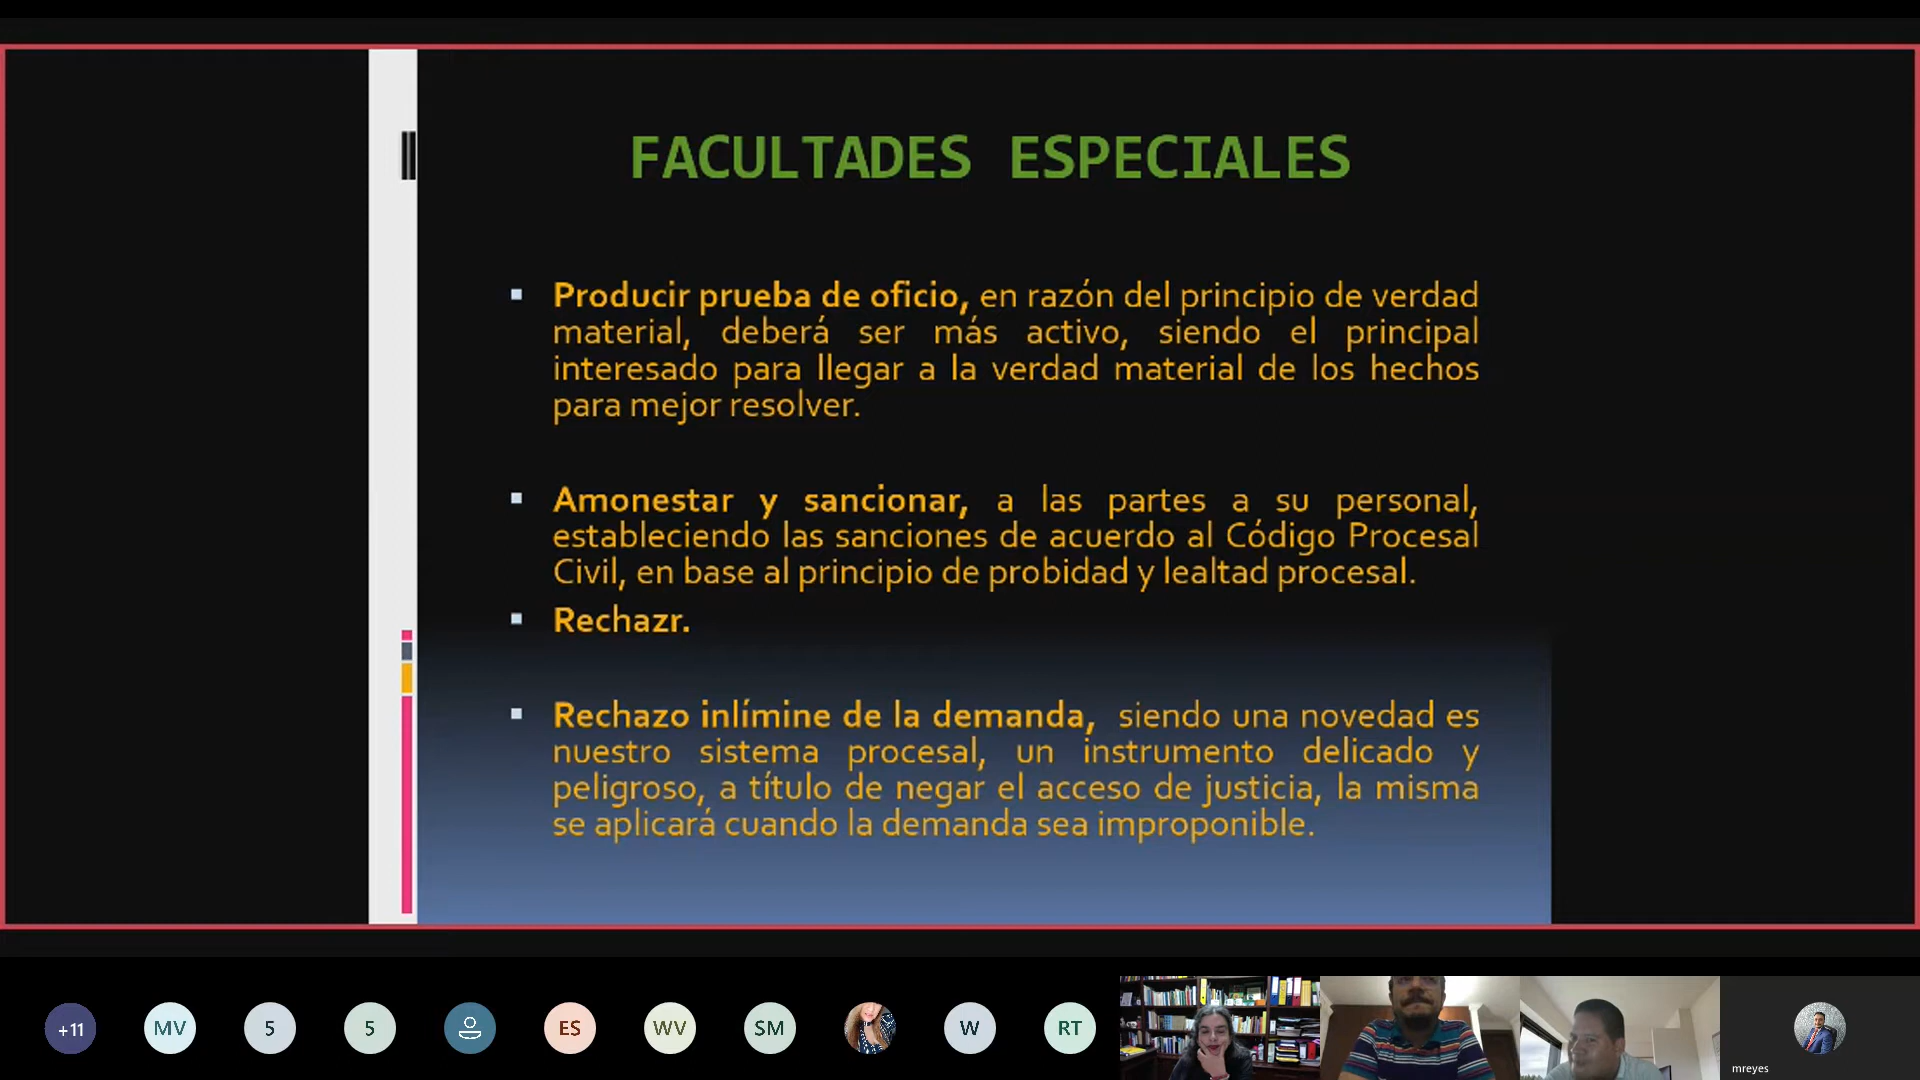 FACULTADES ESPECIALES
Producir prueba de oficio, en razón del principio de verdad
material, deberá ser más activo, siendo el principal
interesado para llegar a la verdad material de los hechos
para mejor resolver.
Amonestar y sancionar, a las partes a su personal,
estableciendo las sanciones de acuerdo al Código Procesal
Civil, en base al principio de probidad y lealtad procesal.
Rechazr.
Rechazo inlímine de la demanda, siendo una novedad es
nuestro sistema procesal, un instrumento delicado y
peligroso, a título de negar el acceso de justicia, la misma
se aplicará cuando la demanda sea improponible.
+11
MV
5
5
ES
WV
SM
W
RT
mreyes